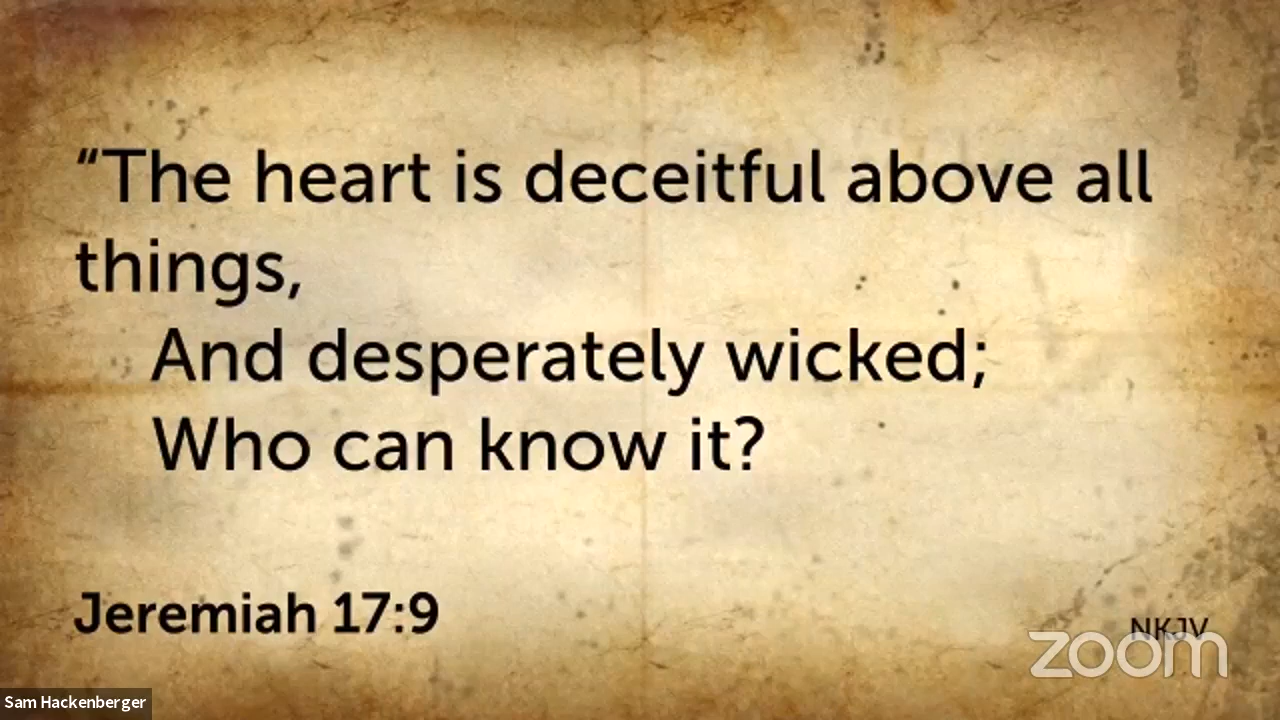 “The heart is deceitful above all
things,
And desperately wicked;
Who can know it?
Jeremiah 17:9
NKJV
zoom
Sam Hackenberger